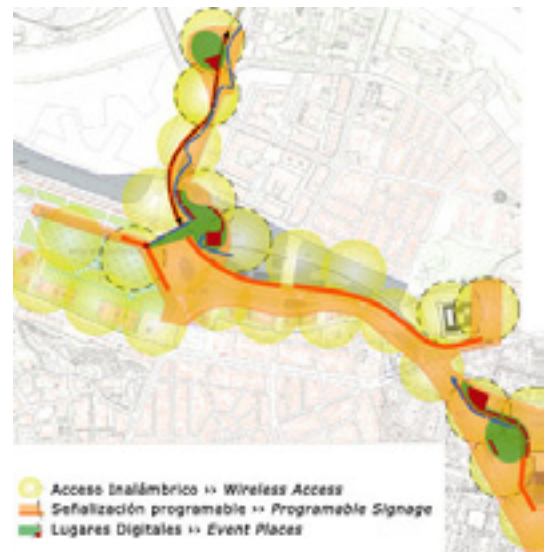 Acceso Inalámbrico ›› Wireless Access
Señalización programable ›› Programable Signage
Lugares Digitales ›› Event Places